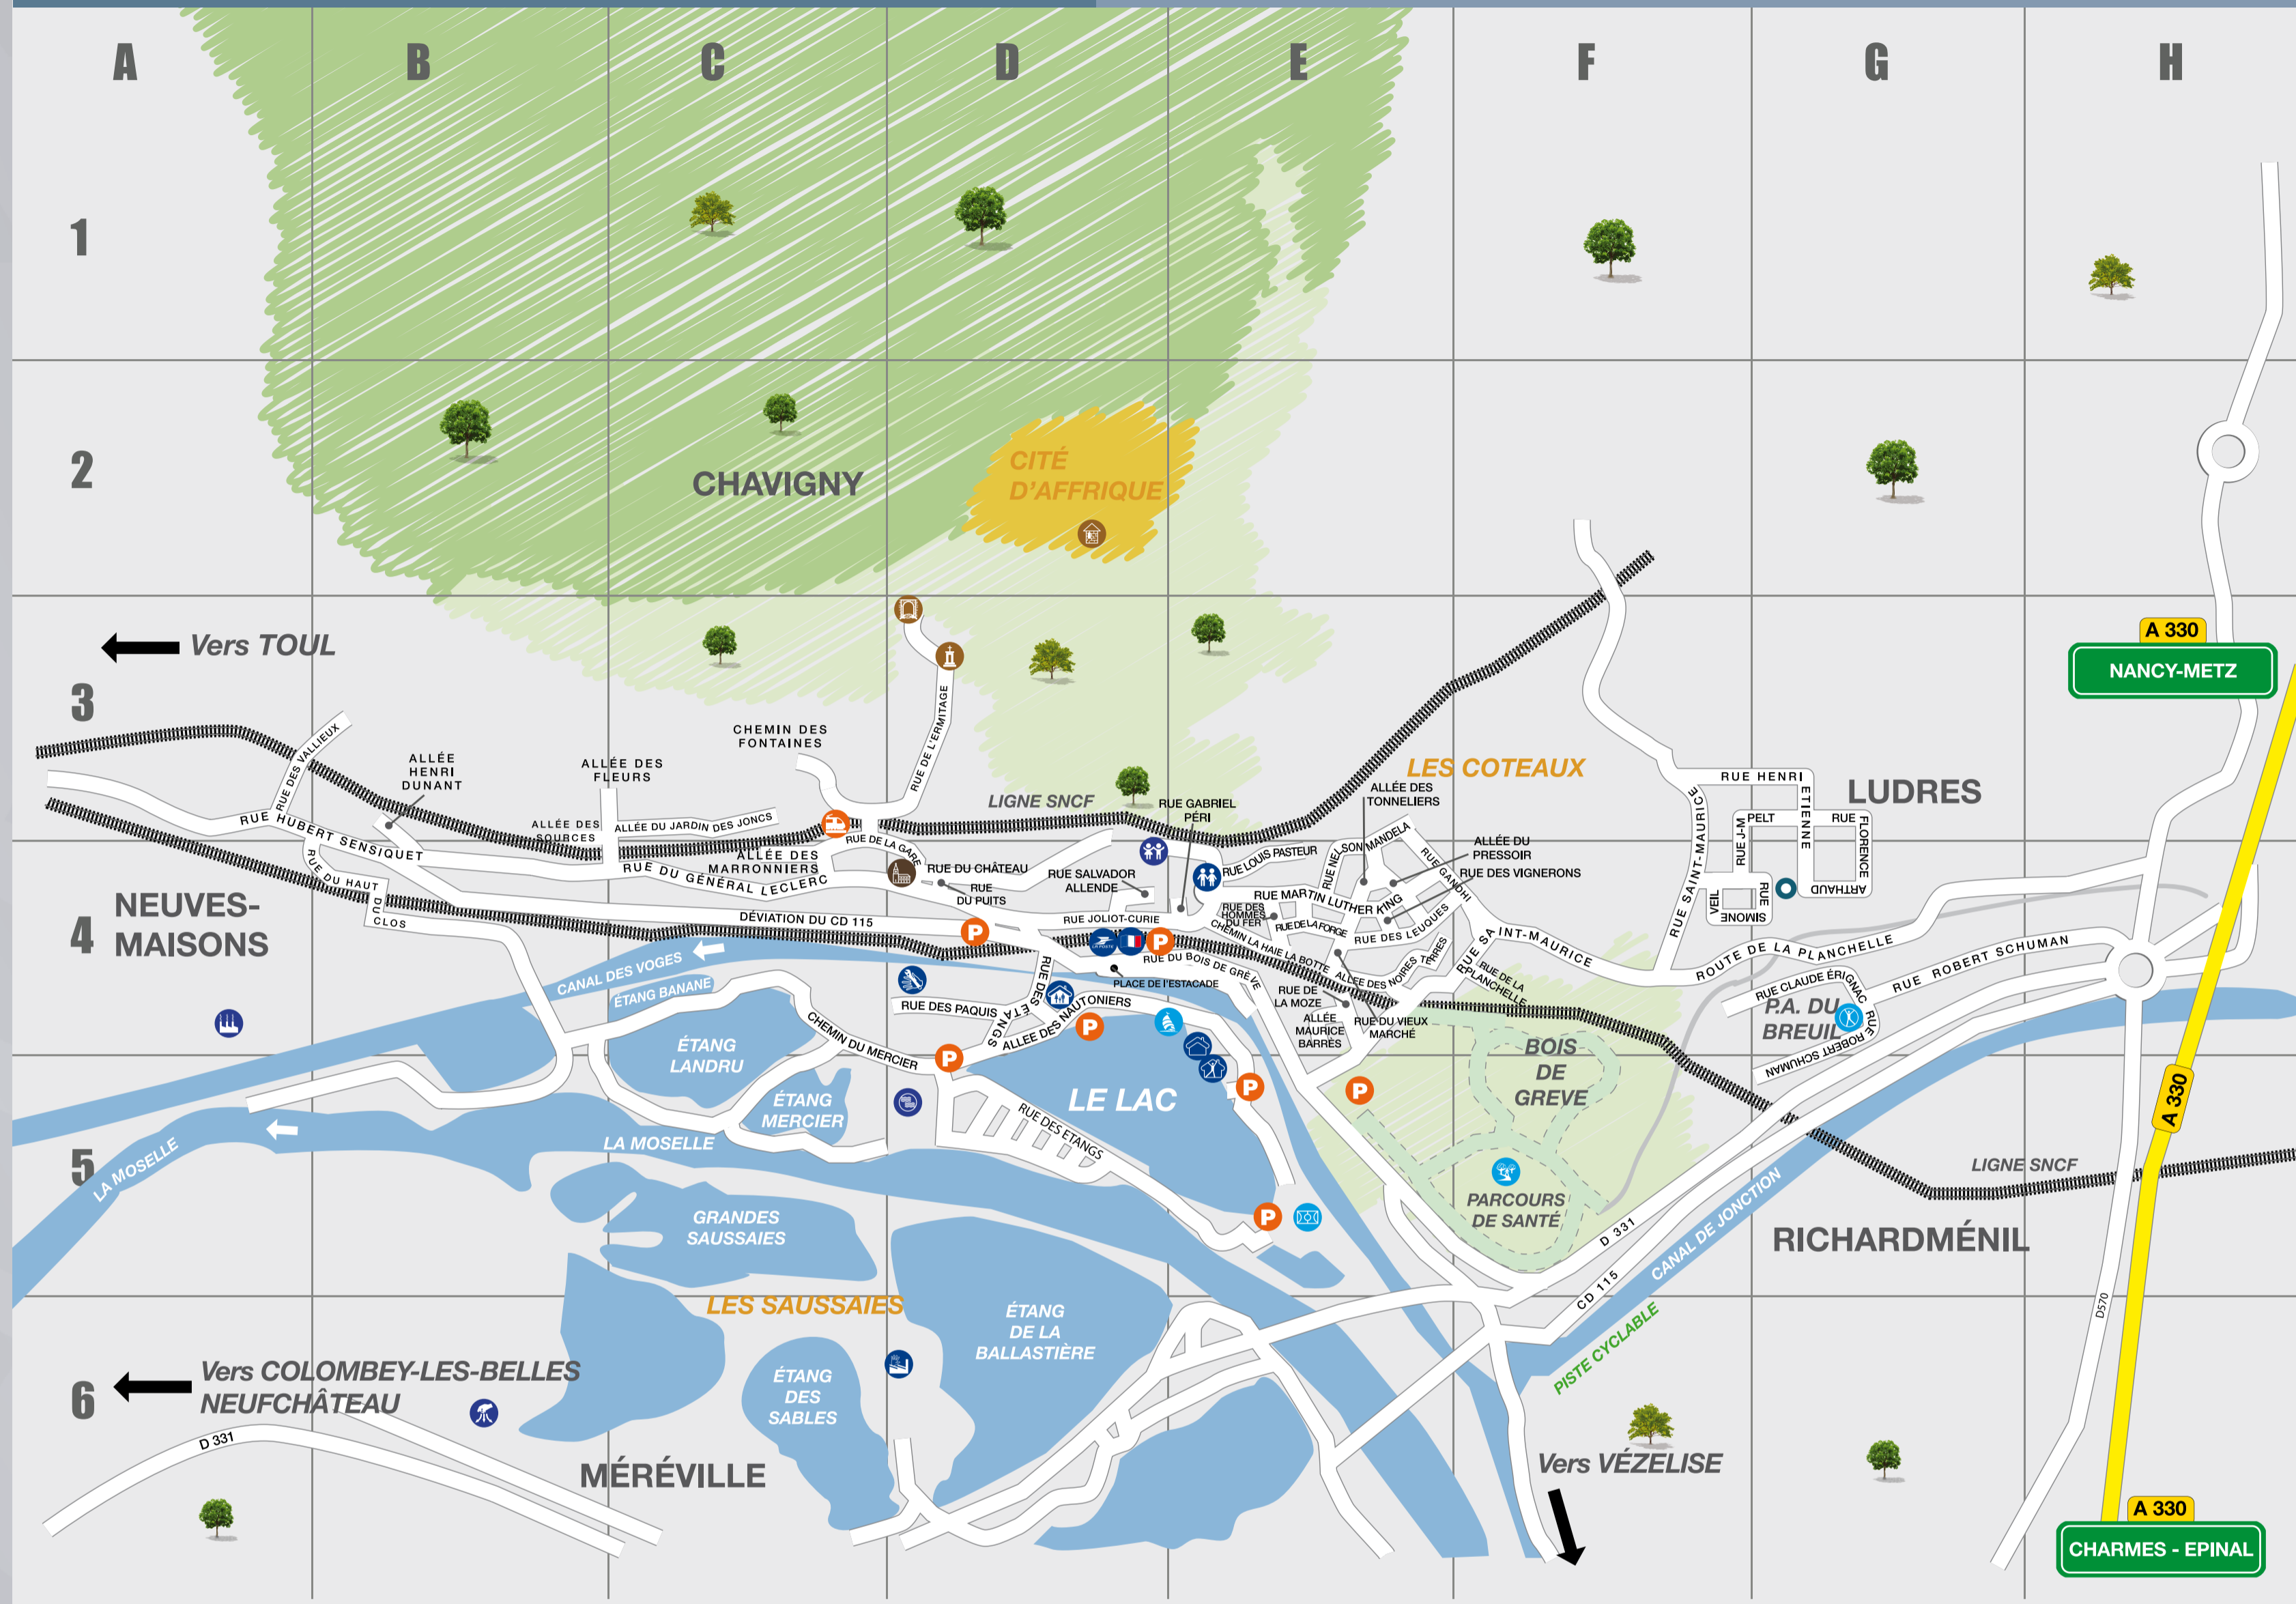 A
B
C
D
E
F
G
H
1
2
3
4
5
6
CHAVIGNY
CITÉ
D'AFFRIQUE
Vers TOUL
A 330
NANCY-METZ
RUE DES VALLIEUX
ALLÉE
HENRI
DUNANT
ALLÉE DES
FLEURS
CHEMIN DES
FONTAINES
RUE DE L'ERMITAGE
LIGNE SNCF
RUE GABRIEL
PÉRI
LES COTEAUX
ALLÉE DES
TONNELIERS
RUE HENRI
ETIENNE
LUDRES
RUE HUBERT SENSIQUET
ALLÉE DES
SOURCES
ALLÉE DU JARDIN DES JONCS
RUE DE LA GARE
RUE SAINT-MAURICE
RUE J-M
PELT
RUE
FLORENCE
ARTHAUD
RUE
SIMONE
VEIL
NEUVES-
MAISONS
RUE DU HAUT
DU
CLOS
RUE DU GÉNÉRAL LECLERC
ALLÉE DES
MARRONNIERS
RUE DU CHÂTEAU
RUE
DU PUITS
RUE SALVADOR
ALLENDE
RUE LOUIS PASTEUR
RUE NELSON MANDELA
RUE GANDHI
ALLÉE DU
PRESSOIR
RUE DES VIGNERONS
RUE MARTIN LUTHER KING
DÉVIATION DU CD 115
P
RUE JOLIOT-CURIE
LA POSTE
P
RUE DES
HOMMES
DU FER
RUE DE LA FORGE
RUE DES LEUQUES
CHEMIN LA HAIE LA BOTTE
ALLEE DES NOIRES TERRES
RUE SAINT-MAURICE
RUE DE LA
PLANCHELLE
ROUTE DE LA PLANCHELLE
RUE ROBERT SCHUMAN
RUE CLAUDE ÉRIGNAC
P.A. DU
BREUIL
RUE
ROBERT SCHUMAN
CANAL DES VOGES
ÉTANG BANANE
RUE DU BOIS DE GRÈVE
PLACE DE l'ESTACADE
RUE DES PAQUIS
RUE DES ETANGS
ALLEE DES NAUTONIERS
P
RUE DE
LA MOZE
ALLÉE
MAURICE
BARRÈS
RUE DU VIEUX
MARCHÉ
ÉTANG
LANDRU
CHEMIN DU MERCIER
P
BOIS
DE
GREVE
ÉTANG
MERCIER
LE LAC
P
P
LA MOSELLE
LA MOSELLE
RUE DES ETANGS
A 330
LIGNE SNCF
PARCOURS
DE SANTÉ
P
GRANDES
SAUSSAIES
D 331
CANAL DE JONCTION
RICHARDMÉNIL
LES SAUSSAIES
ÉTANG
DE LA
BALLASTIÈRE
CD 115
D570
PISTE CYCLABLE
Vers COLOMBEY-LES-BELLES
NEUFCHÂTEAU
ÉTANG
DES
SABLES
D 331
MÉRÉVILLE
Vers VÉZELISE
A 330
CHARMES - EPINAL